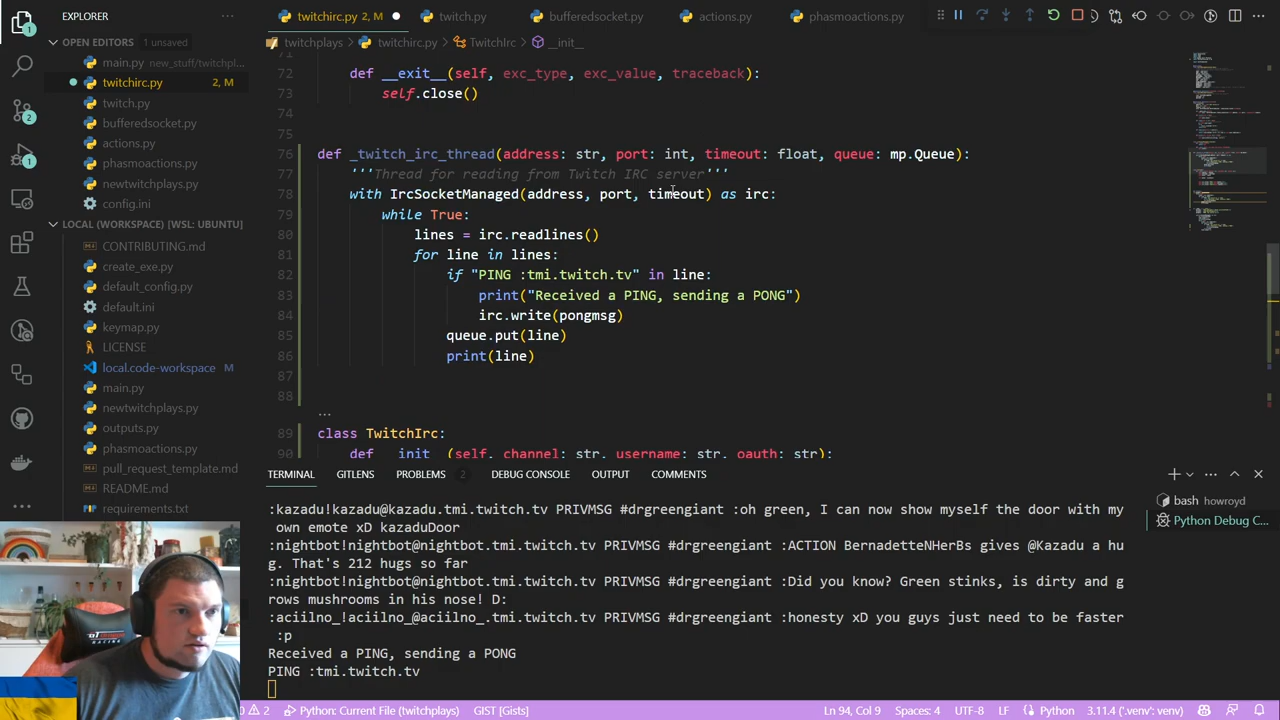 EXPLORER
OPEN EDITORS 1 unsaved
main.py new_stuff/twitchpl...
twitchirc.py 2, M
twitch.py
bufferedsocket.py
actions.py
phasmoactions.py
newtwitchplays.py
config.ini
LOCAL (WORKSPACE) [WSL: UBUNTU]
CONTRIBUTING.md
create_exe.py
default_config.py
default.ini
keymap.py
LICENSE
local.code-workspace M
main.py
newtwitchplays.py
outputs.py
phasmoactions.py
pull_request_template.md
README.md
requirements.txt
twitchirc.py 2, M
twitch.py
bufferedsocket.py
actions.py
phasmoactions.py
twitchplays > twitchirc.py > TwitchIrc > __init__
71
72 def __exit__(self, exc_type, exc_value, traceback):
73 self.close()
74
75
76 def _twitch_irc_thread(address: str, port: int, timeout: float, queue: mp.Queue):
77 '''Thread for reading from Twitch IRC server'''
78 with IrcSocketManaged(address, port, timeout) as irc:
79 while True:
80 lines = irc.readlines()
81 for line in lines:
82 if "PING :tmi.twitch.tv" in line:
83 print("Received a PING, sending a PONG")
84 irc.write(pongmsg)
85 queue.put(line)
86 print(line)
87
88
...
89 class TwitchIrc:
90 def __init__(self, channel: str, username: str, oauth: str):
TERMINAL GITLENS PROBLEMS 2 DEBUG CONSOLE OUTPUT COMMENTS
:kazadu!kazadu@kazadu.tmi.twitch.tv PRIVMSG #drgreengiant :oh green, I can now show myself the door with my
own emote xD kazaduDoor
:nightbot!nightbot@nightbot.tmi.twitch.tv PRIVMSG #drgreengiant :ACTION BernadetteNHerBs gives @Kazadu a hu
g. That's 212 hugs so far
:nightbot!nightbot@nightbot.tmi.twitch.tv PRIVMSG #drgreengiant :Did you know? Green stinks, is dirty and g
rows mushrooms in his nose! D:
:aciilno_!aciilno_@aciilno_.tmi.twitch.tv PRIVMSG #drgreengiant :honesty xD you guys just need to be faster
:p
Received a PING, sending a PONG
PING :tmi.twitch.tv
bash howroyd
Python Debug C...
2 Python: Current File (twitchplays) GIST [Gists] Ln 94, Col 9 Spaces: 4 UTF-8 LF Python 3.11.4 ('.venv': venv)